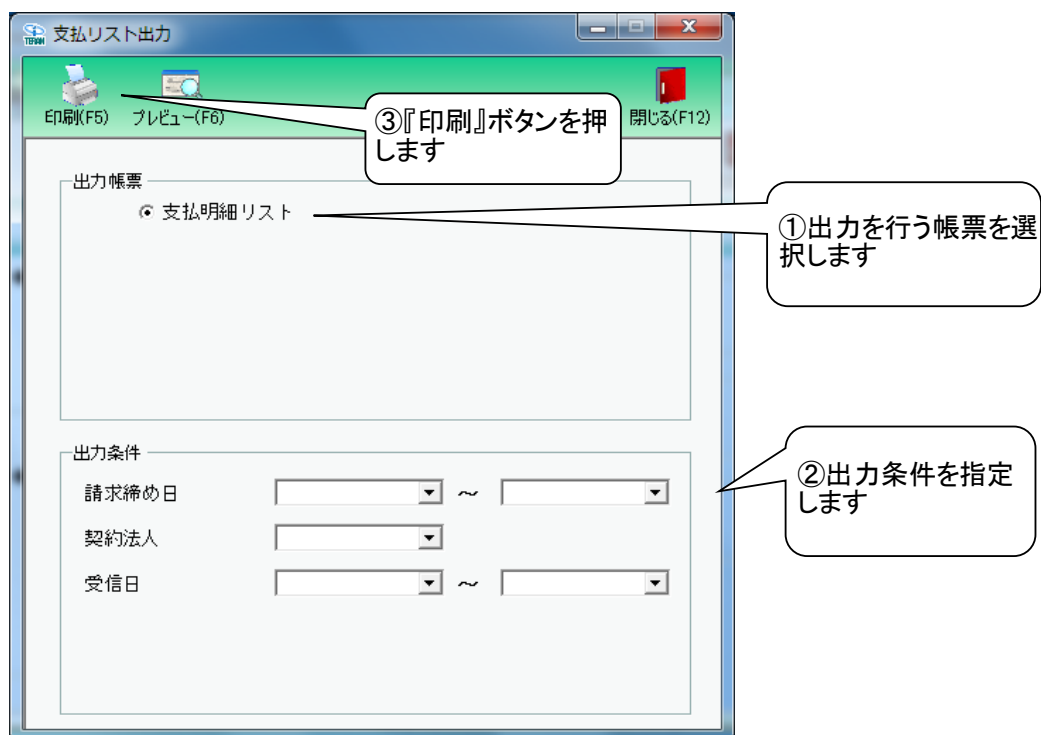 支払リスト出力
TERAN
印刷(F5) プレビュー(F6) 閉じる(F12)
③『印刷』ボタンを押
します
出力帳票
支払明細リスト
①出力を行う帳票を選
択します
出力条件
請求締め日 ～
契約法人
受信日 ～
②出力条件を指定
します